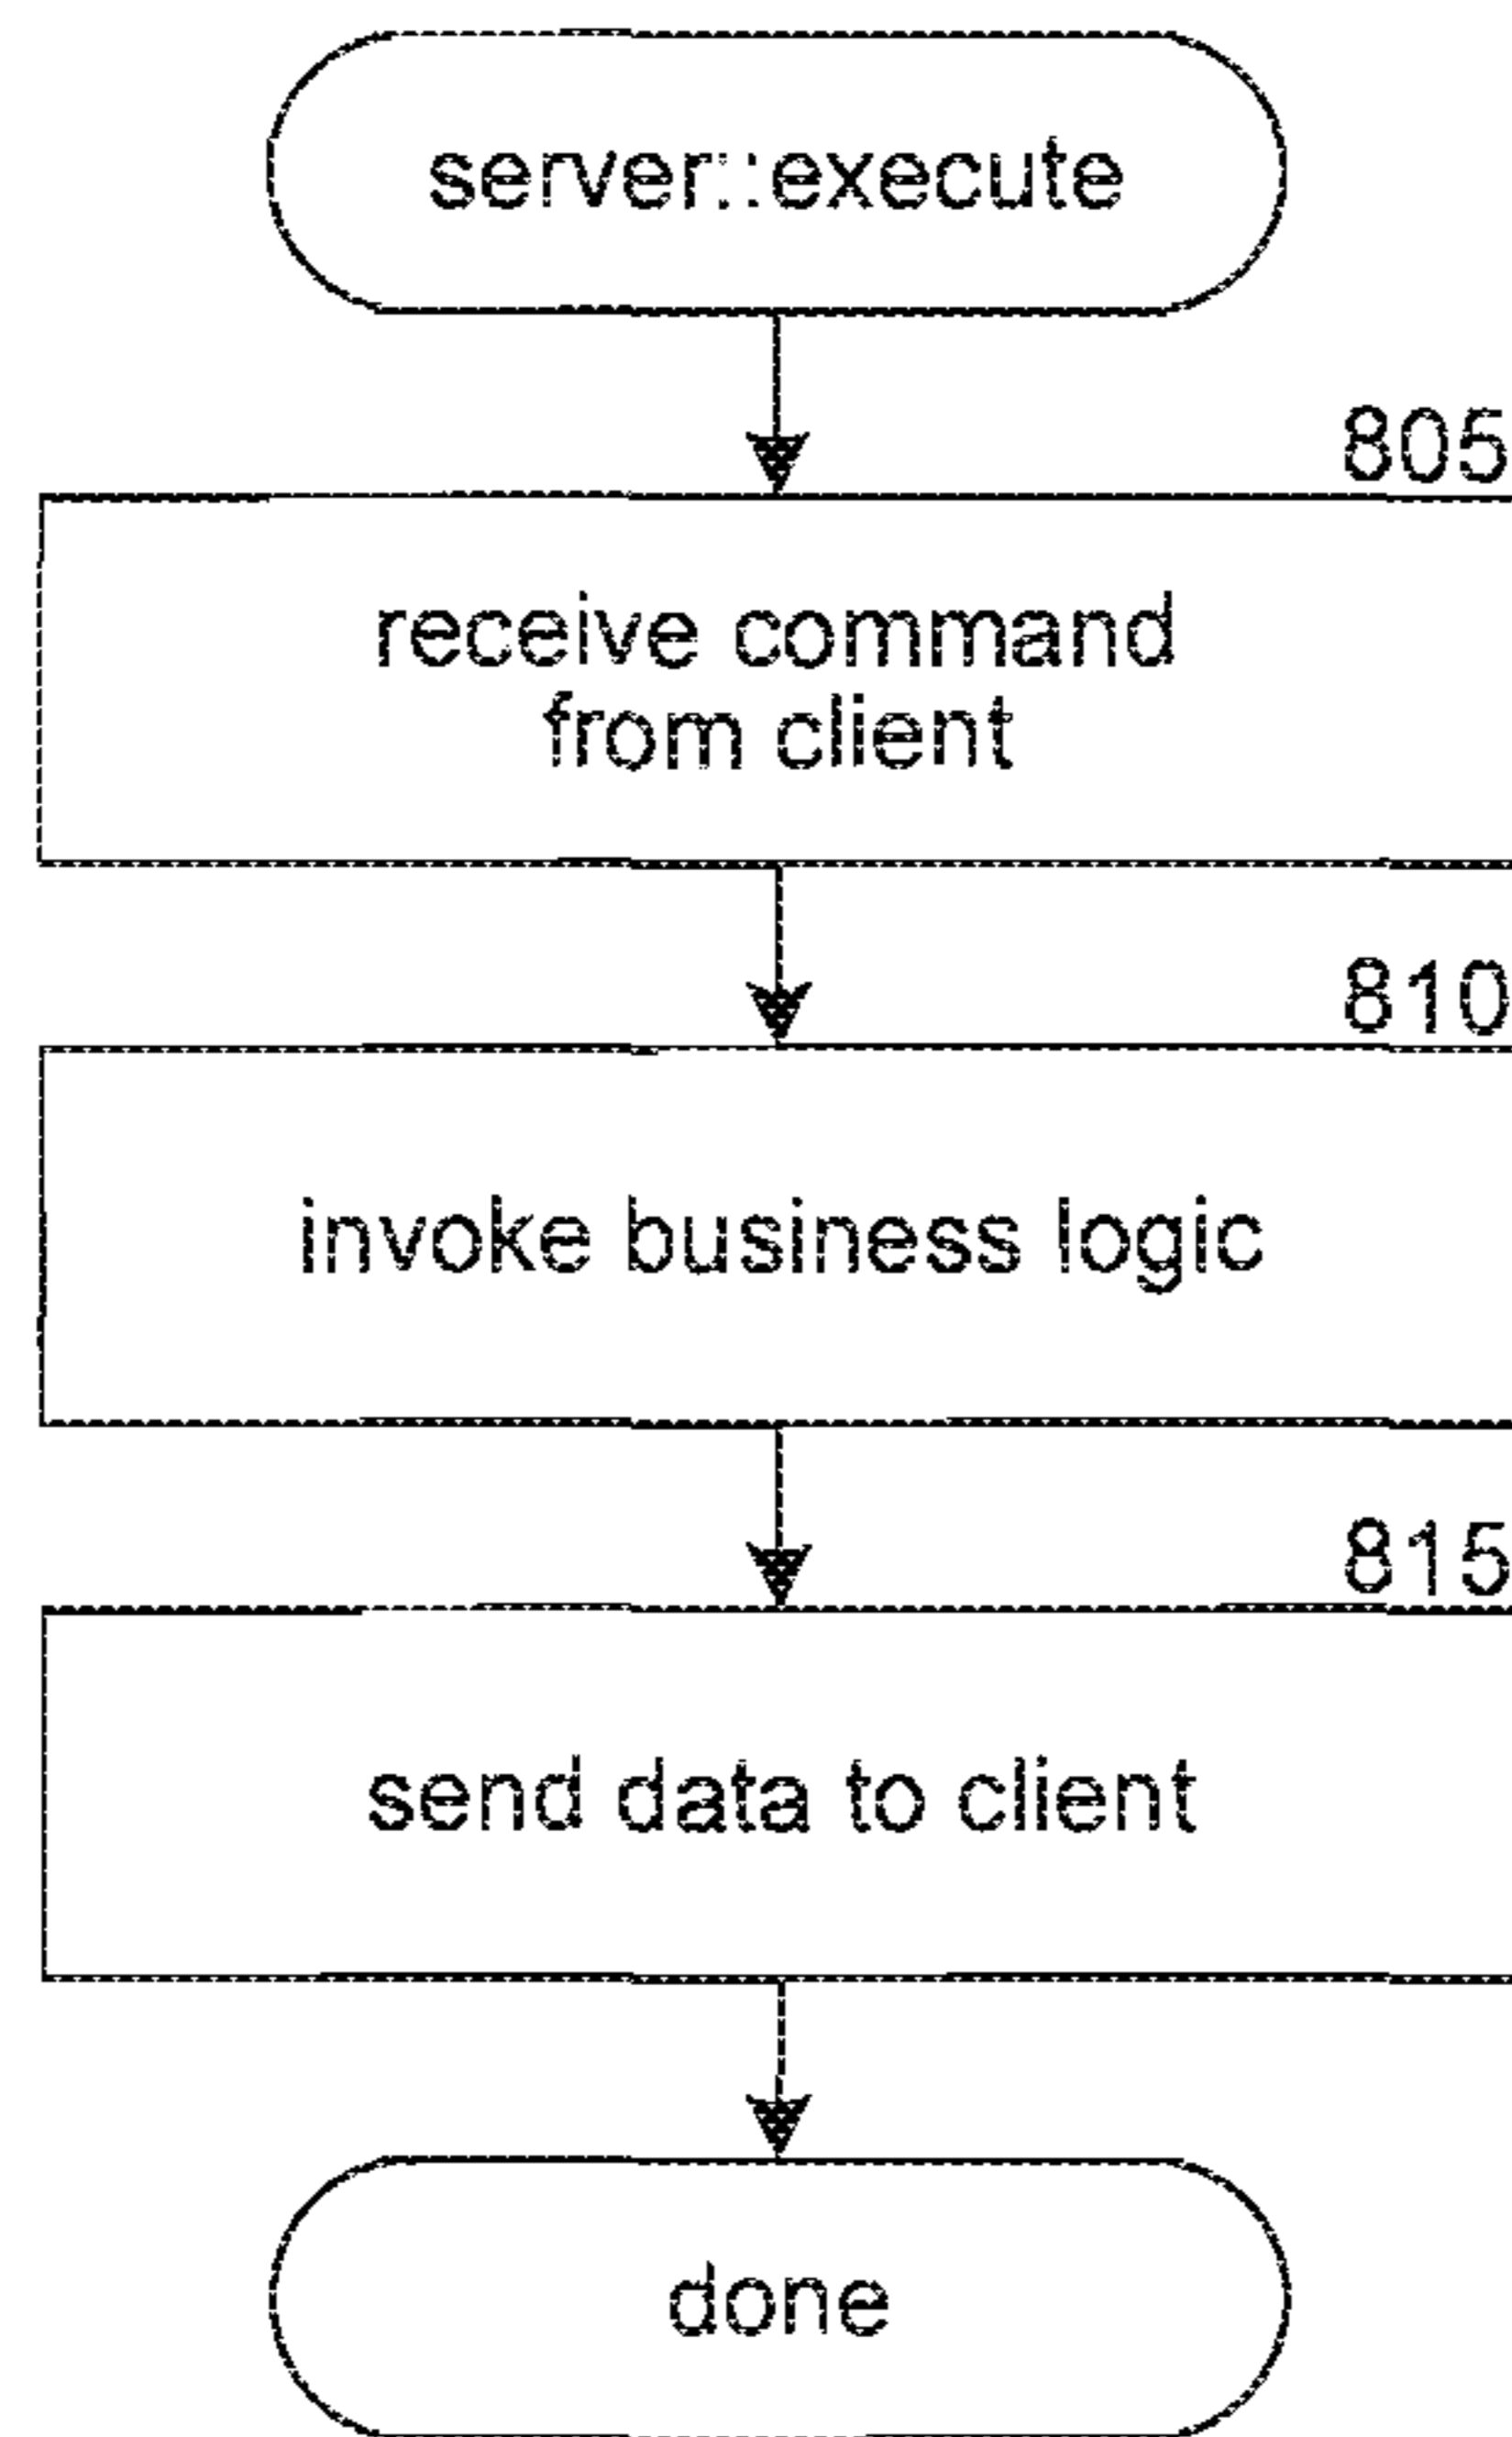 server::execute
805
receive command
from client
810
invoke business logic
815
send data to client
done